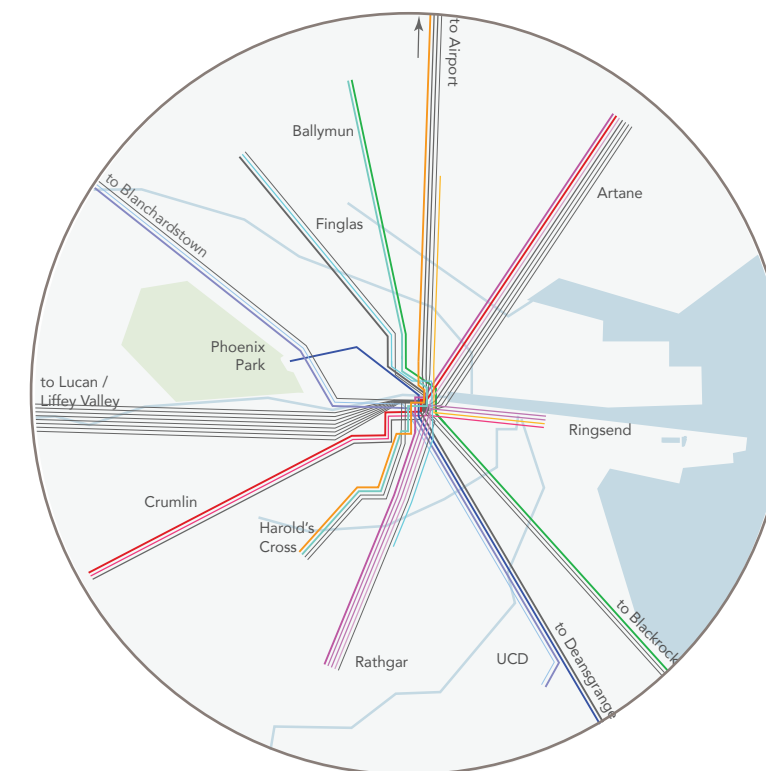 to Airport
Ballymun
Artane
to Blanchardstown
Finglas
Phoenix
Park
to Lucan /
Liffey Valley
Ringsend
Crumlin
Harold's
Cross
to Blackrock
to Deansgrange
Rathgar
UCD